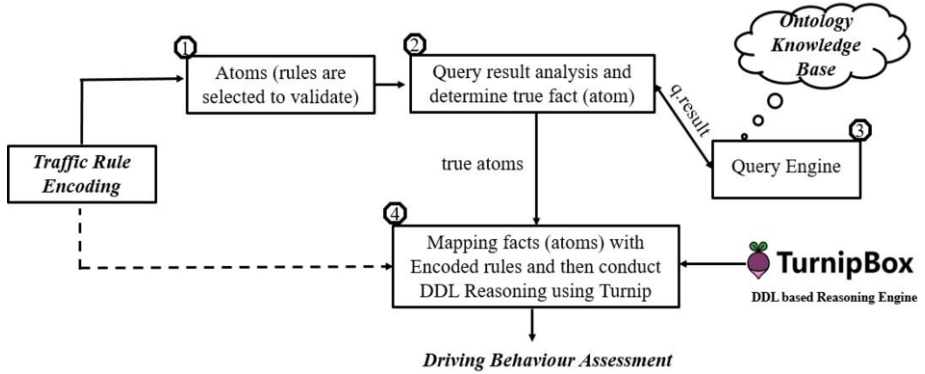 Ontology
Knowledge
Base
1
Atoms (rules are
selected to validate)
2
Query result analysis and
determine true fact (atom)
q.result
3
Query Engine
Traffic Rule
Encoding
true atoms
4
Mapping facts (atoms) with
Encoded rules and then conduct
DDL Reasoning using Turnip
TurnipBox
DDL based Reasoning Engine
Driving Behaviour Assessment